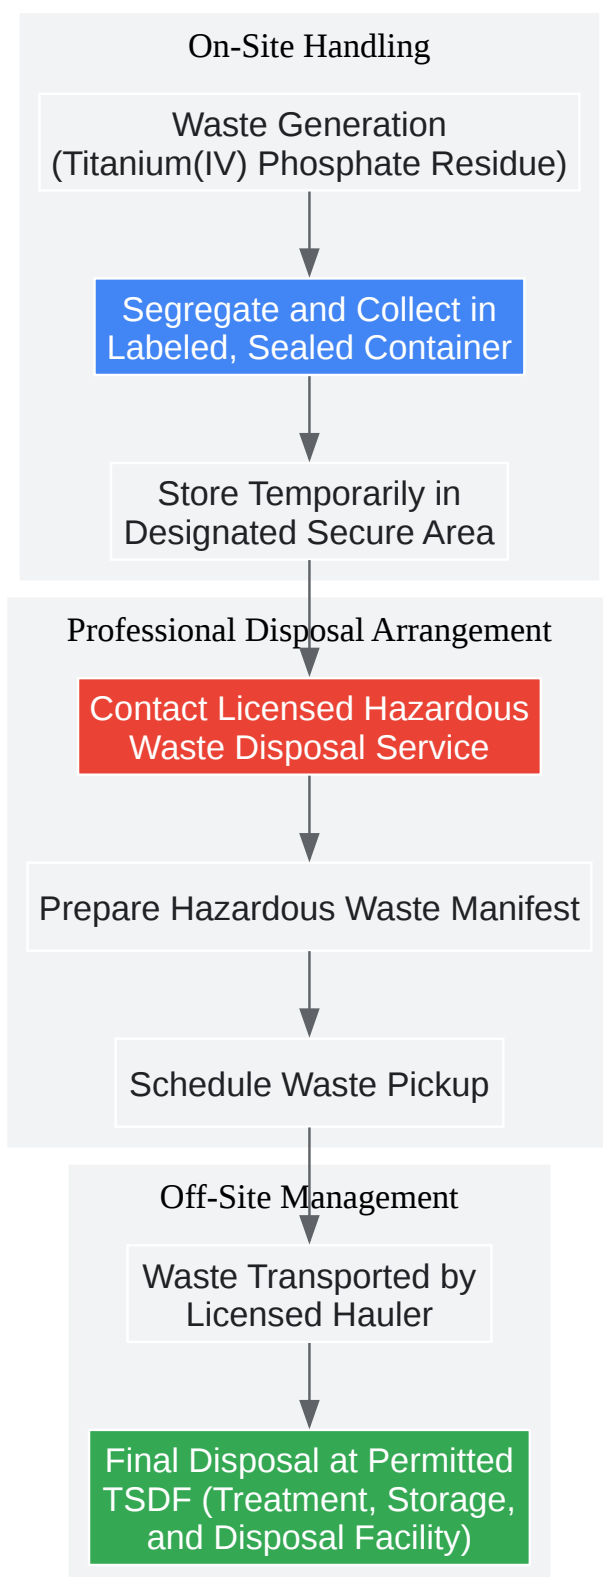 On-Site Handling
Waste Generation
(Titanium(IV) Phosphate Residue)
Segregate and Collect in
Labeled, Sealed Container
Store Temporarily in
Designated Secure Area
Professional Disposal Arrangement
Contact Licensed Hazardous
Waste Disposal Service
Prepare Hazardous Waste Manifest
Schedule Waste Pickup
Off-Site Management
Waste Transported by
Licensed Hauler
Final Disposal at Permitted
TSDF (Treatment, Storage,
and Disposal Facility)